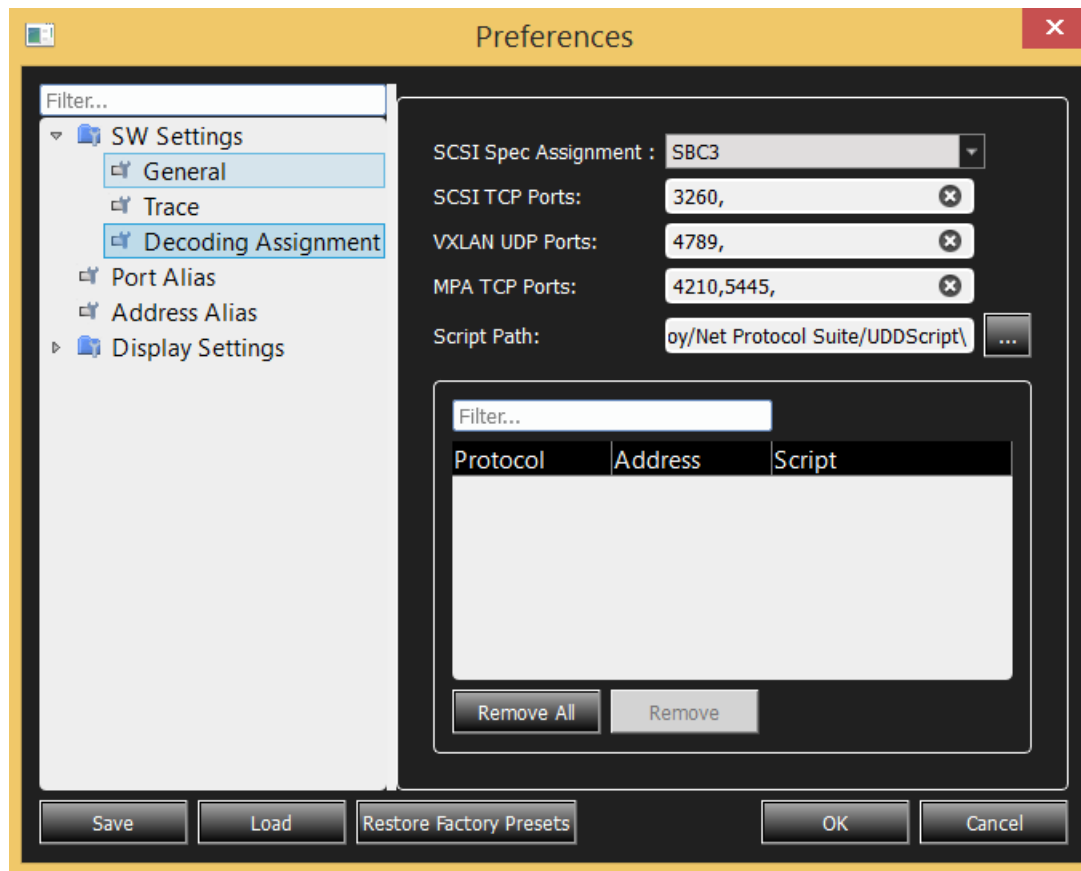 Preferences
Filter...
SW Settings
General
Trace
Decoding Assignment
Port Alias
Address Alias
Display Settings
SCSI Spec Assignment : SBC3
SCSI TCP Ports: 3260,
VXLAN UDP Ports: 4789,
MPA TCP Ports: 4210,5445,
Script Path: oy/Net Protocol Suite/UDDScript\ ...
Filter...
Protocol Address Script
Remove All Remove
Save Load Restore Factory Presets OK Cancel